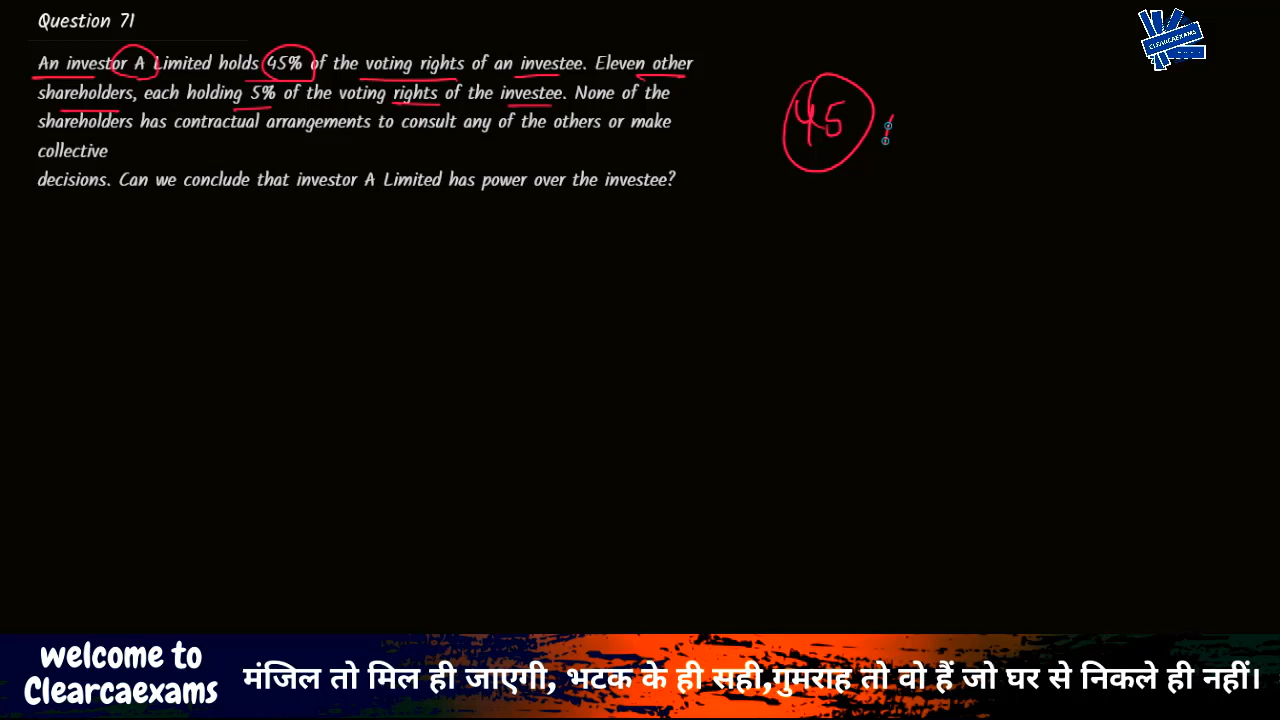 Question 71
An investor A Limited holds 45% of the voting rights of an investee. Eleven other
shareholders, each holding 5% of the voting rights of the investee. None of the
shareholders has contractual arrangements to consult any of the others or make
collective
decisions. Can we conclude that investor A Limited has power over the investee?
45
CLEARCAEXAMS
welcome to
Clearcaexams
मंजिल तो मिल ही जाएगी, भटक के ही सही,गुमराह तो वो हैं जो घर से निकले ही नहीं।